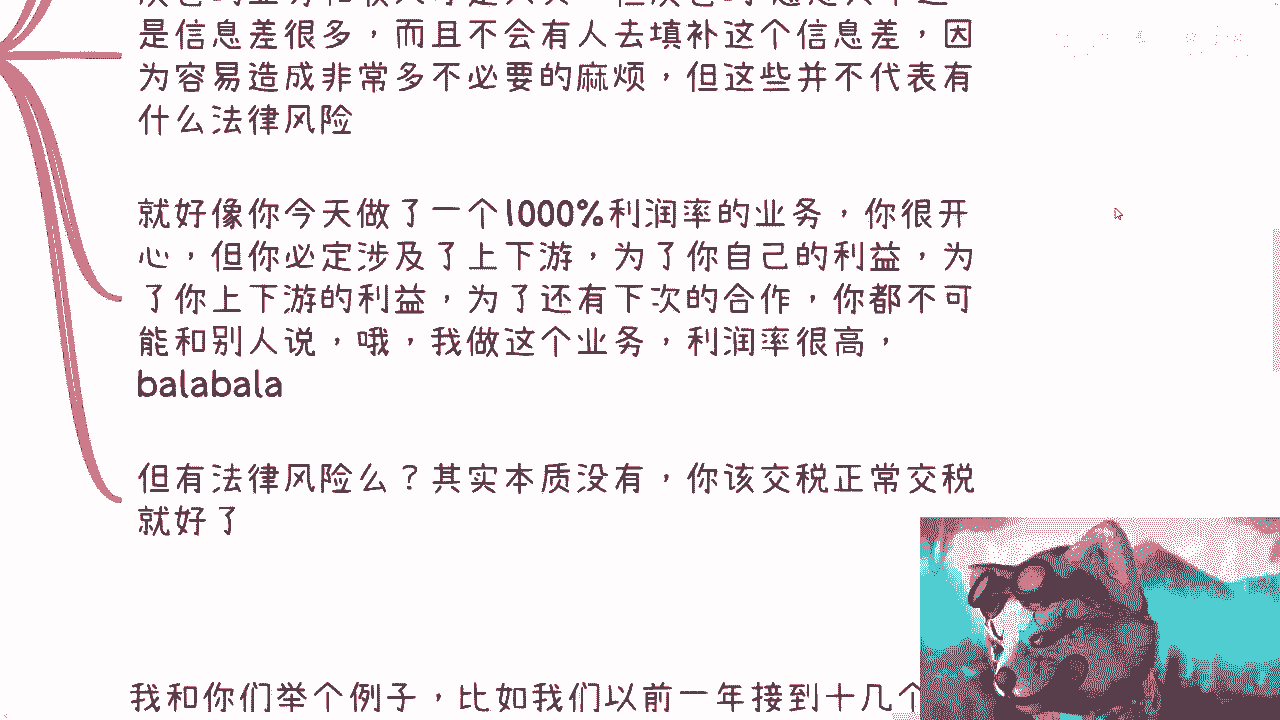 是信息差很多，而且不会有人去填补这个信息差，因
为容易造成非常多不必要的麻烦，但这些并不代表有
什么法律风险
就好像你今天做了一个1000%利润率的业务，你很开
心，但你必定涉及了上下游，为了你自己的利益，为
了你上下游的利益，为了还有下次的合作，你都不可
能和别人说，哦，我做这个业务，利润率很高，
balabala
但有法律风险么？其实本质没有，你该交税正常交税
就好了
我和你们举个例子，比如我们以前一年接到十几个